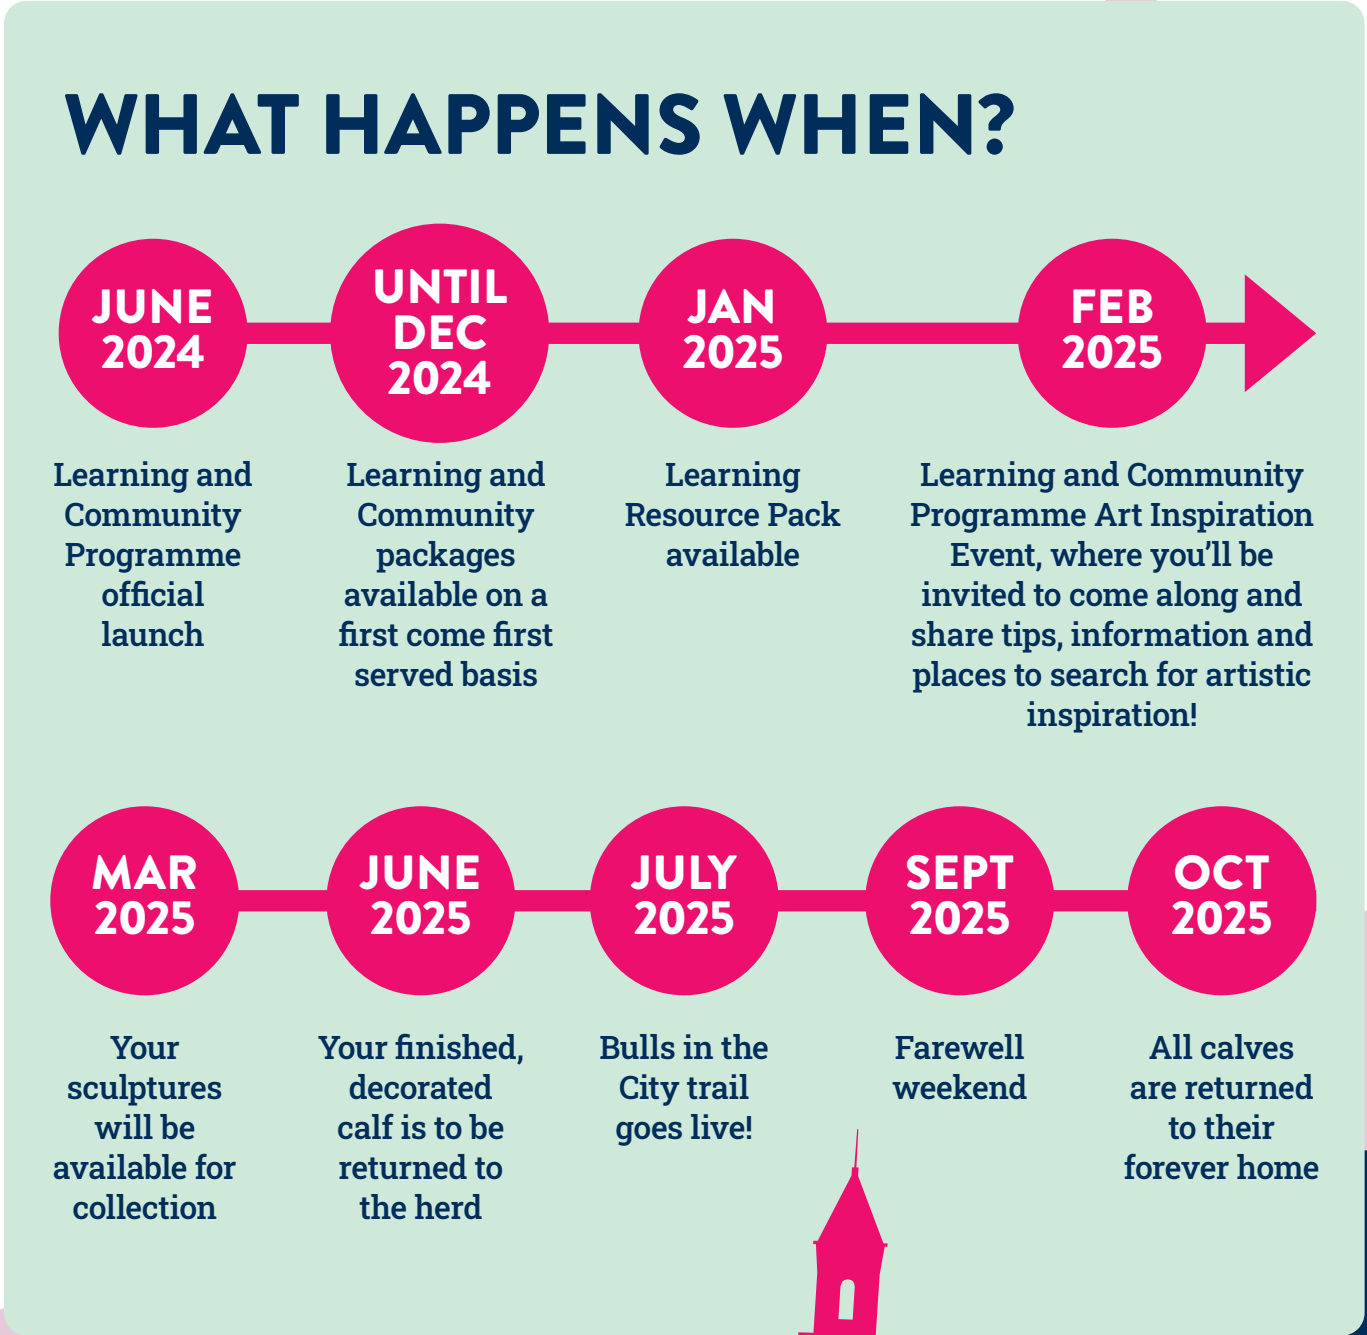 WHAT HAPPENS WHEN?
JUNE
2024
Learning and
Community
Programme
official
launch
UNTIL
DEC
2024
Learning and
Community
packages
available on a
first come first
served basis
JAN
2025
Learning
Resource Pack
available
FEB
2025
Learning and Community
Programme Art Inspiration
Event, where you’ll be
invited to come along and
share tips, information and
places to search for artistic
inspiration!
MAR
2025
Your
sculptures
will be
available for
collection
JUNE
2025
Your finished,
decorated
calf is to be
returned to
the herd
JULY
2025
Bulls in the
City trail
goes live!
SEPT
2025
Farewell
weekend
OCT
2025
All calves
are returned
to their
forever home